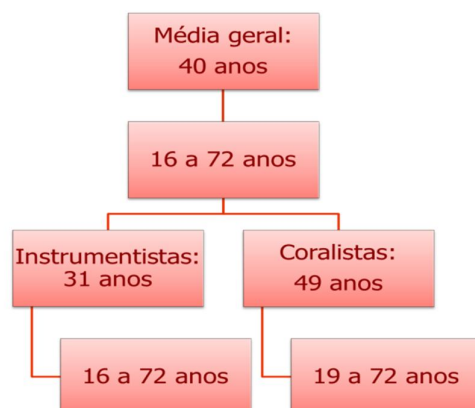 Média geral:
40 anos
16 a 72 anos
Instrumentistas:
31 anos
Coralistas:
49 anos
16 a 72 anos
19 a 72 anos